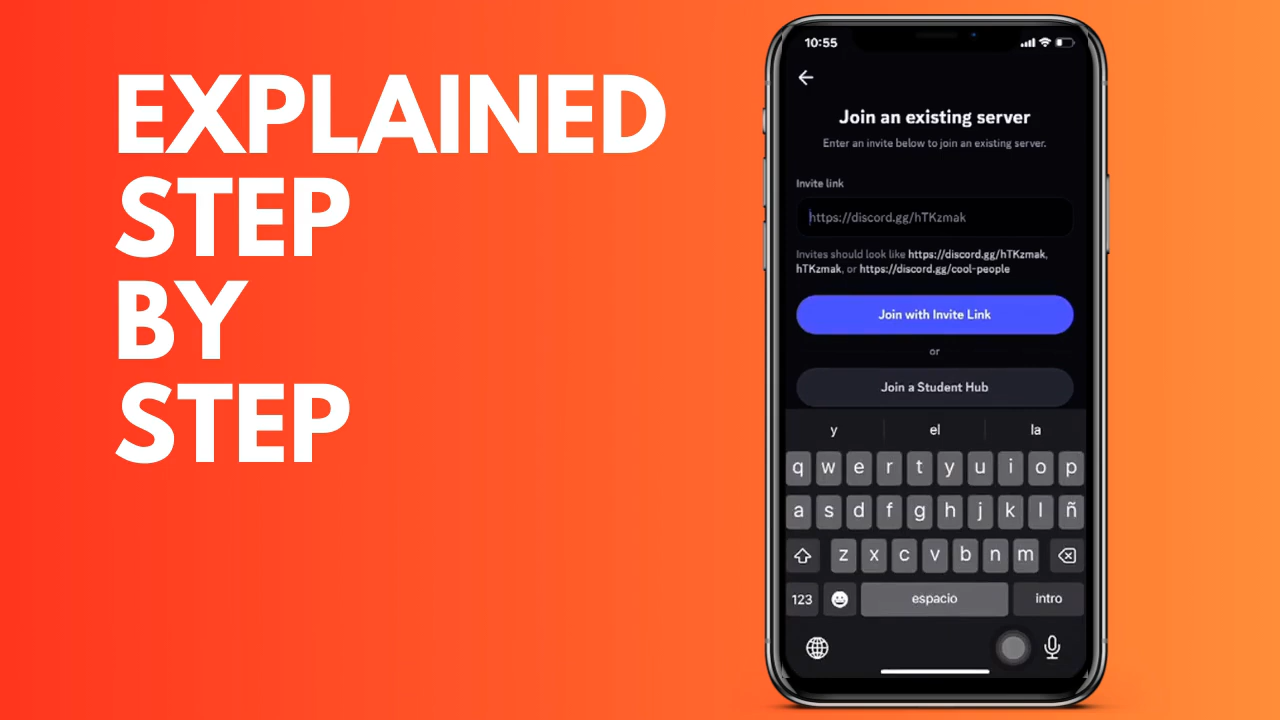 EXPLAINED
STEP
BY
STEP
10:55
Join an existing server
Enter an invite below to join an existing server.
Invite link
https://discord.gg/hTKzmak
Invites should look like https://discord.gg/hTKzmak,
hTKzmak, or https://discord.gg/cool-people
Join with Invite Link
or
Join a Student Hub
y el la
q w e r t y u i o p
a s d f g h j k l ñ
z x c v b n m
123 espacio intro